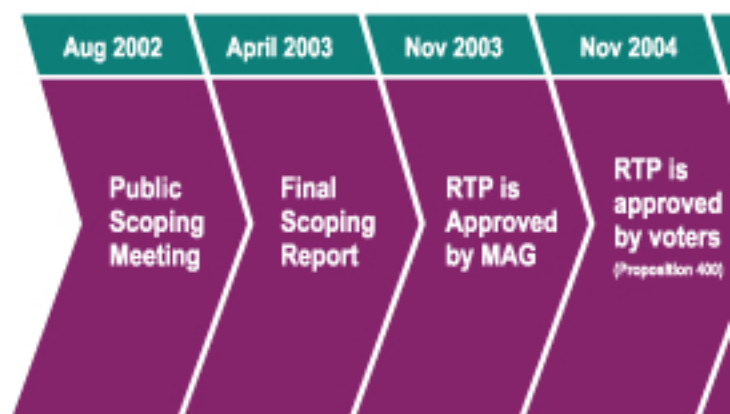 Aug 2002
April 2003
Nov 2003
Nov 2004
Public
Scoping
Meeting
Final
Scoping
Report
RTP is
Approved
by MAG
RTP is
approved
by voters
(Proposition 400)